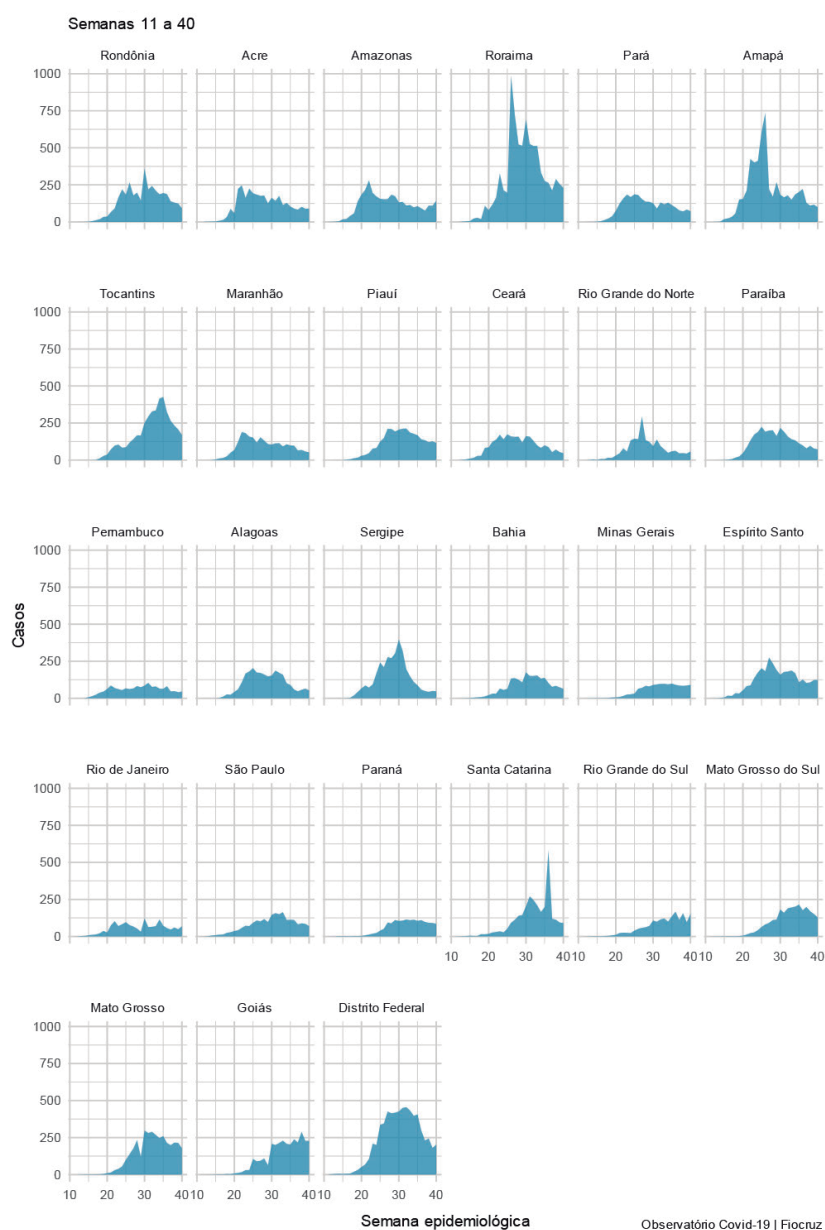 Semanas 11 a 40
Rondônia Acre Amazonas Roraima Pará Amapá
1000
750
500
250
0
Tocantins Maranhão Piauí Ceará Rio Grande do Norte Paraíba
1000
750
500
250
0
Pernambuco Alagoas Sergipe Bahia Minas Gerais Espírito Santo
1000
750
500
250
0
Casos
Rio de Janeiro São Paulo Paraná Santa Catarina Rio Grande do Sul Mato Grosso do Sul
1000
750
500
250
0
10 20 30 40 10 20 30 40 10 20 30 40
Mato Grosso Goiás Distrito Federal
1000
750
500
250
0
10 20 30 40 10 20 30 40 10 20 30 40
Semana epidemiológica
Observatório Covid-19 | Fiocruz